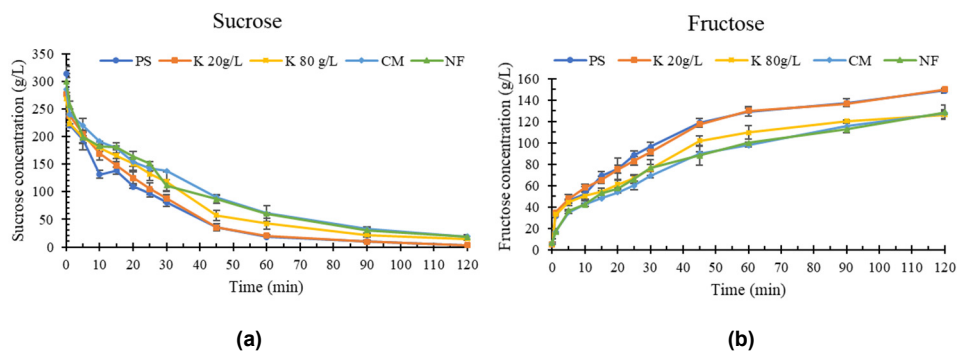 Sucrose
PS K 20g/L K 80 g/L CM NF
Sucrose concentration (g/L)
350
300
250
200
150
100
50
0
0 10 20 30 40 50 60 70 80 90 100 110 120
Time (min)
(a)
Fructose
PS K 20g/L K 80g/L CM NF
Fructose concentration (g/L)
160
140
120
100
80
60
40
20
0
0 10 20 30 40 50 60 70 80 90 100 110 120
Time (min)
(b)